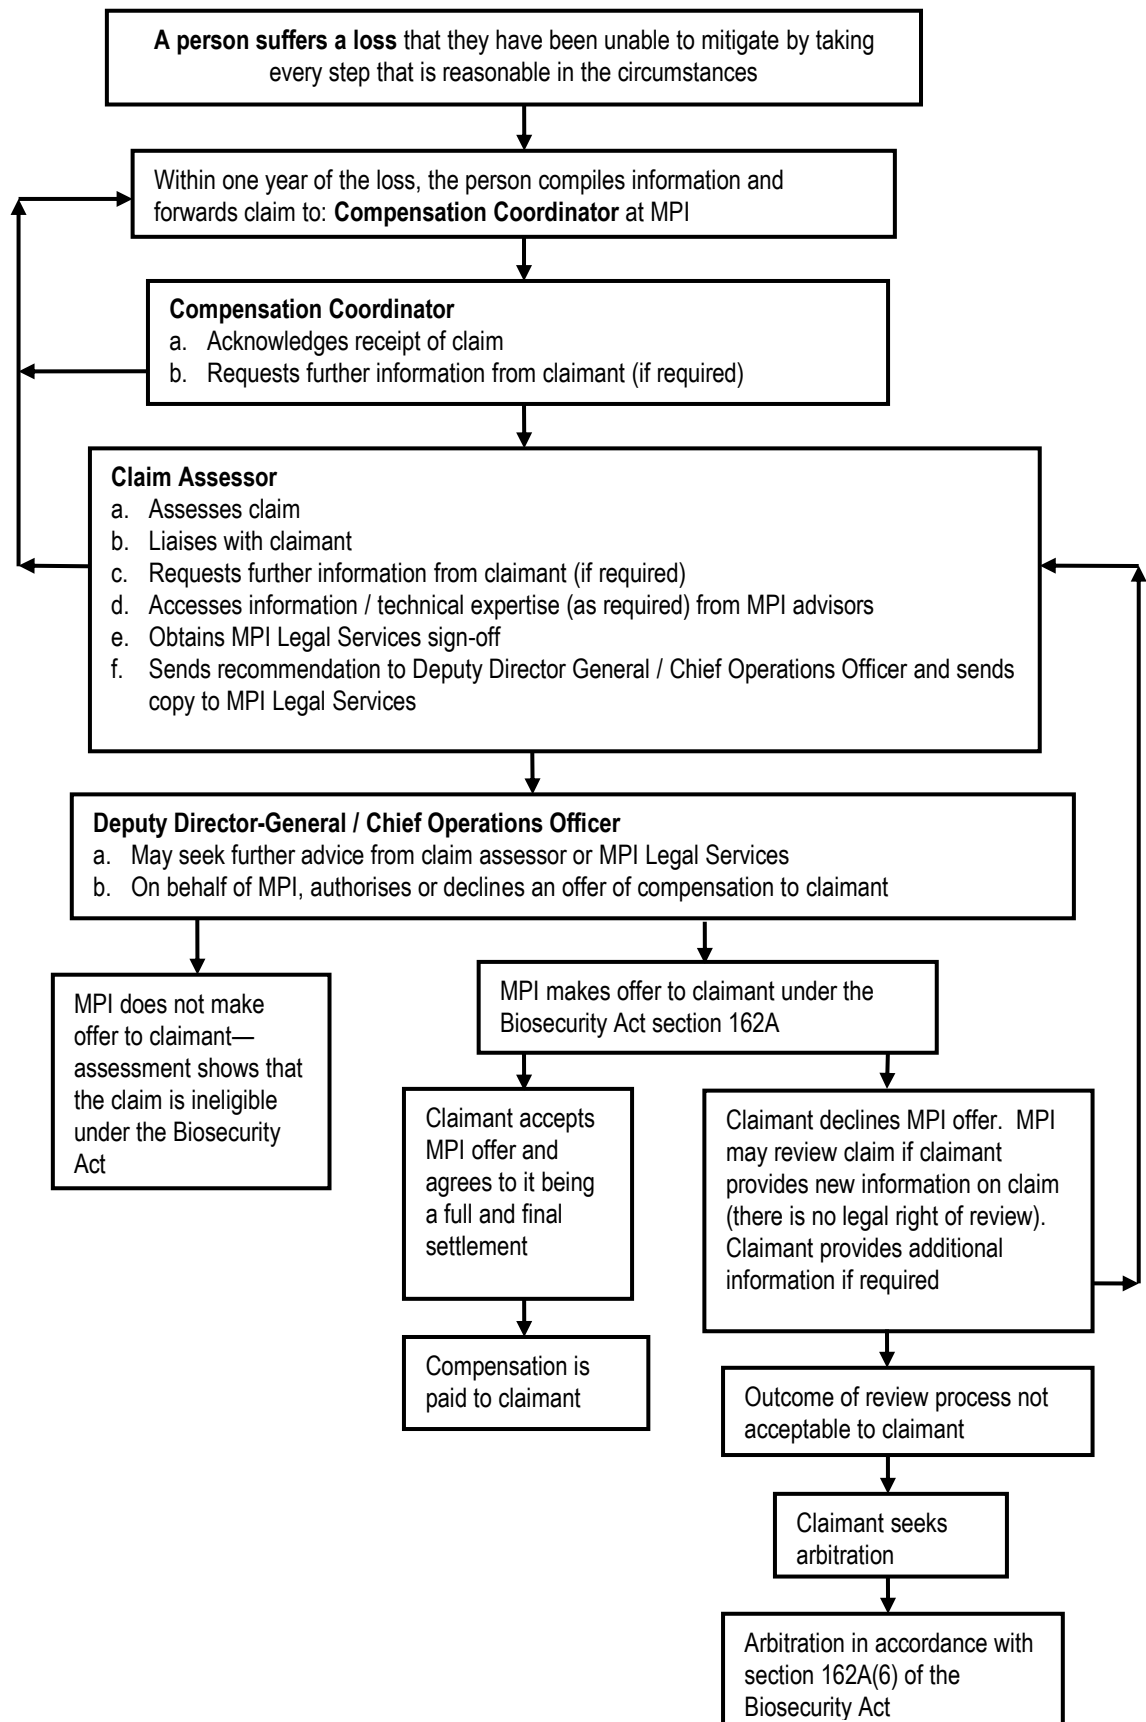 A person suffers a loss that they have been unable to mitigate by taking
every step that is reasonable in the circumstances
Within one year of the loss, the person compiles information and
forwards claim to: Compensation Coordinator at MPI
Compensation Coordinator
a. Acknowledges receipt of claim
b. Requests further information from claimant (if required)
Claim Assessor
a. Assesses claim
b. Liaises with claimant
c. Requests further information from claimant (if required)
d. Accesses information / technical expertise (as required) from MPI advisors
e. Obtains MPI Legal Services sign-off
f. Sends recommendation to Deputy Director General / Chief Operations Officer and sends
copy to MPI Legal Services
Deputy Director-General / Chief Operations Officer
a. May seek further advice from claim assessor or MPI Legal Services
b. On behalf of MPI, authorises or declines an offer of compensation to claimant
MPI does not make
offer to claimant—
assessment shows that
the claim is ineligible
under the Biosecurity
Act
MPI makes offer to claimant under the
Biosecurity Act section 162A
Claimant accepts
MPI offer and
agrees to it being
a full and final
settlement
Compensation is
paid to claimant
Claimant declines MPI offer.  MPI
may review claim if claimant
provides new information on claim
(there is no legal right of review).
Claimant provides additional
information if required
Outcome of review process not
acceptable to claimant
Claimant seeks
arbitration
Arbitration in accordance with
section 162A(6) of the
Biosecurity Act